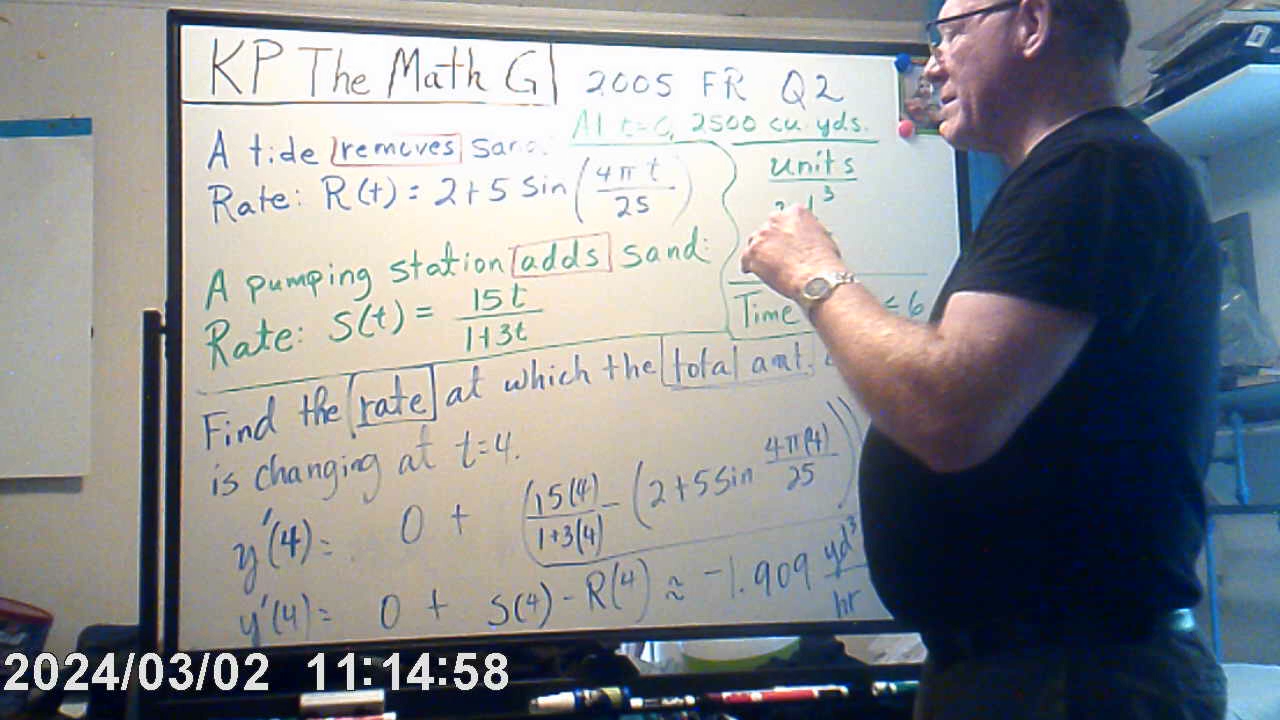 KP The Math G 2005 FR Q2
At t=0, 2500 cu. yds.
A tide removes sand:
Rate: R(t) = 2+5 sin(4πt/25)
units
A pumping station adds sand:
Rate: S(t) = 15t/1+3t
Time < 6
Find the rate at which the total amt.
is changing at t=4.
y'(4)= 0 + (15(4)/1+3(4) - (2+5 sin 4π(4)/25))
y'(4)= 0 + S(4) - R(4) ≈ -1.909 yd³/hr
2024/03/02 11:14:58